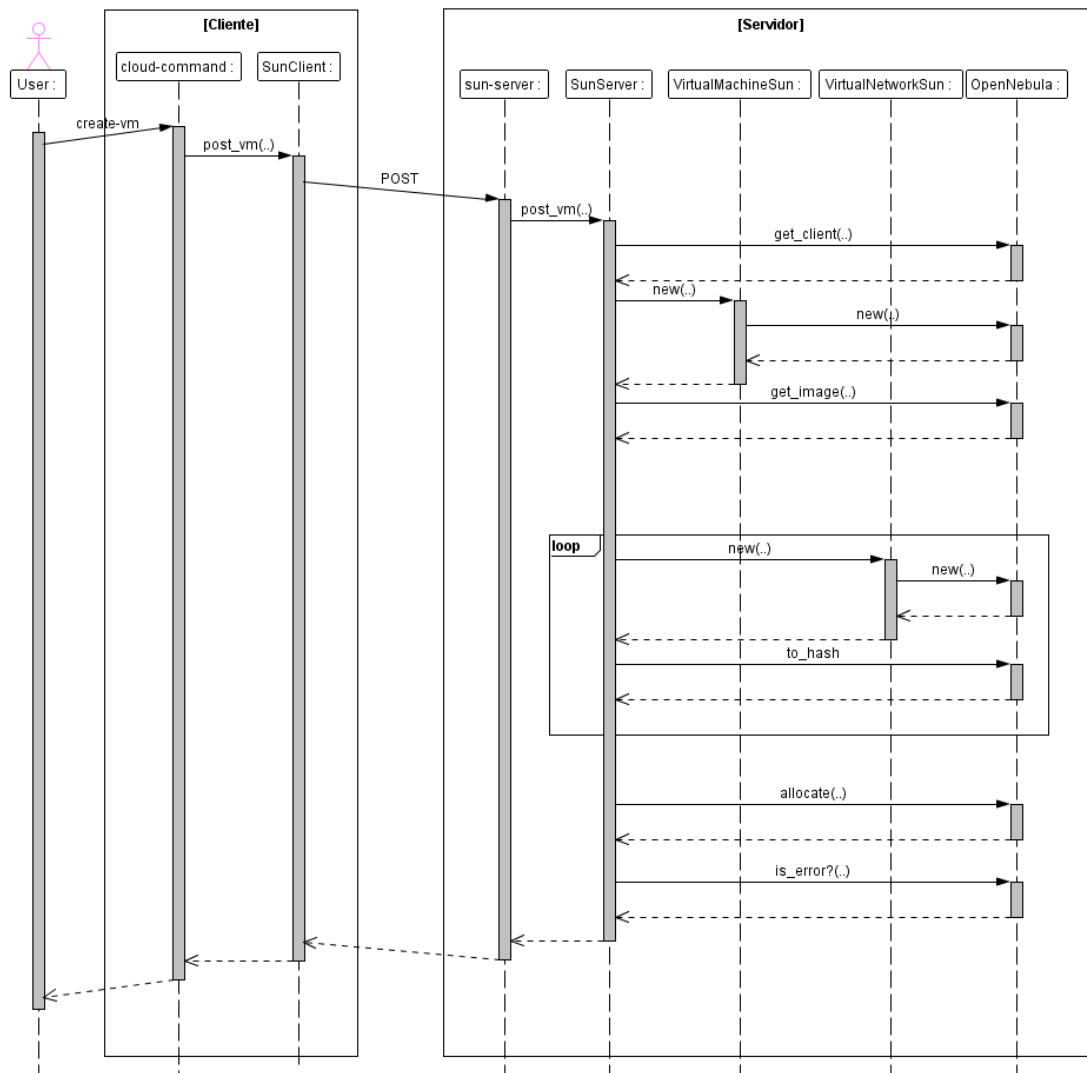 [Cliente]
[Servidor]
User :
cloud-command :
SunClient :
sun-server :
SunServer :
VirtualMachineSun :
VirtualNetworkSun :
OpenNebula :
create-vm
post_vm(..)
POST
post_vm(..)
get_client(..)
new(..)
new(..)
get_image(..)
loop
new(..)
new(..)
to_hash
allocate(..)
is_error?(..)